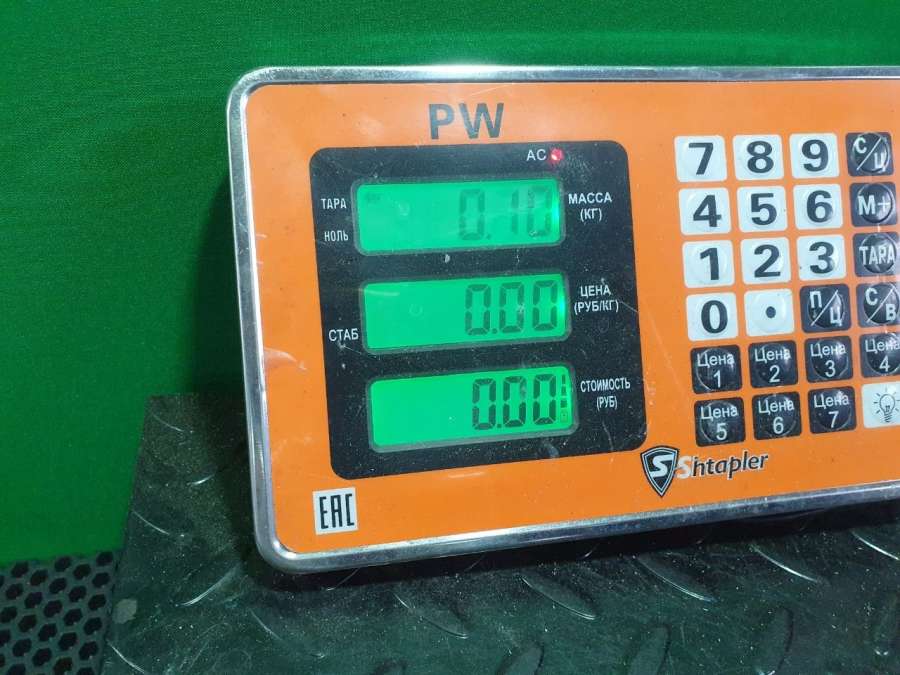 PW
AC
ТАРА
0.10
МАССА
(КГ)
НОЛЬ
0.00
ЦЕНА
(РУБ/КГ)
СТАБ
0.00
СТОИМОСТЬ
(РУБ)
7 8 9 С/Ц
4 5 6 М+
1 2 3 ТАРА
0 . П/Ц С/В
Цена 1 Цена 2 Цена 3 Цена 4
Цена 5 Цена 6 Цена 7
S Shtapler
EAC